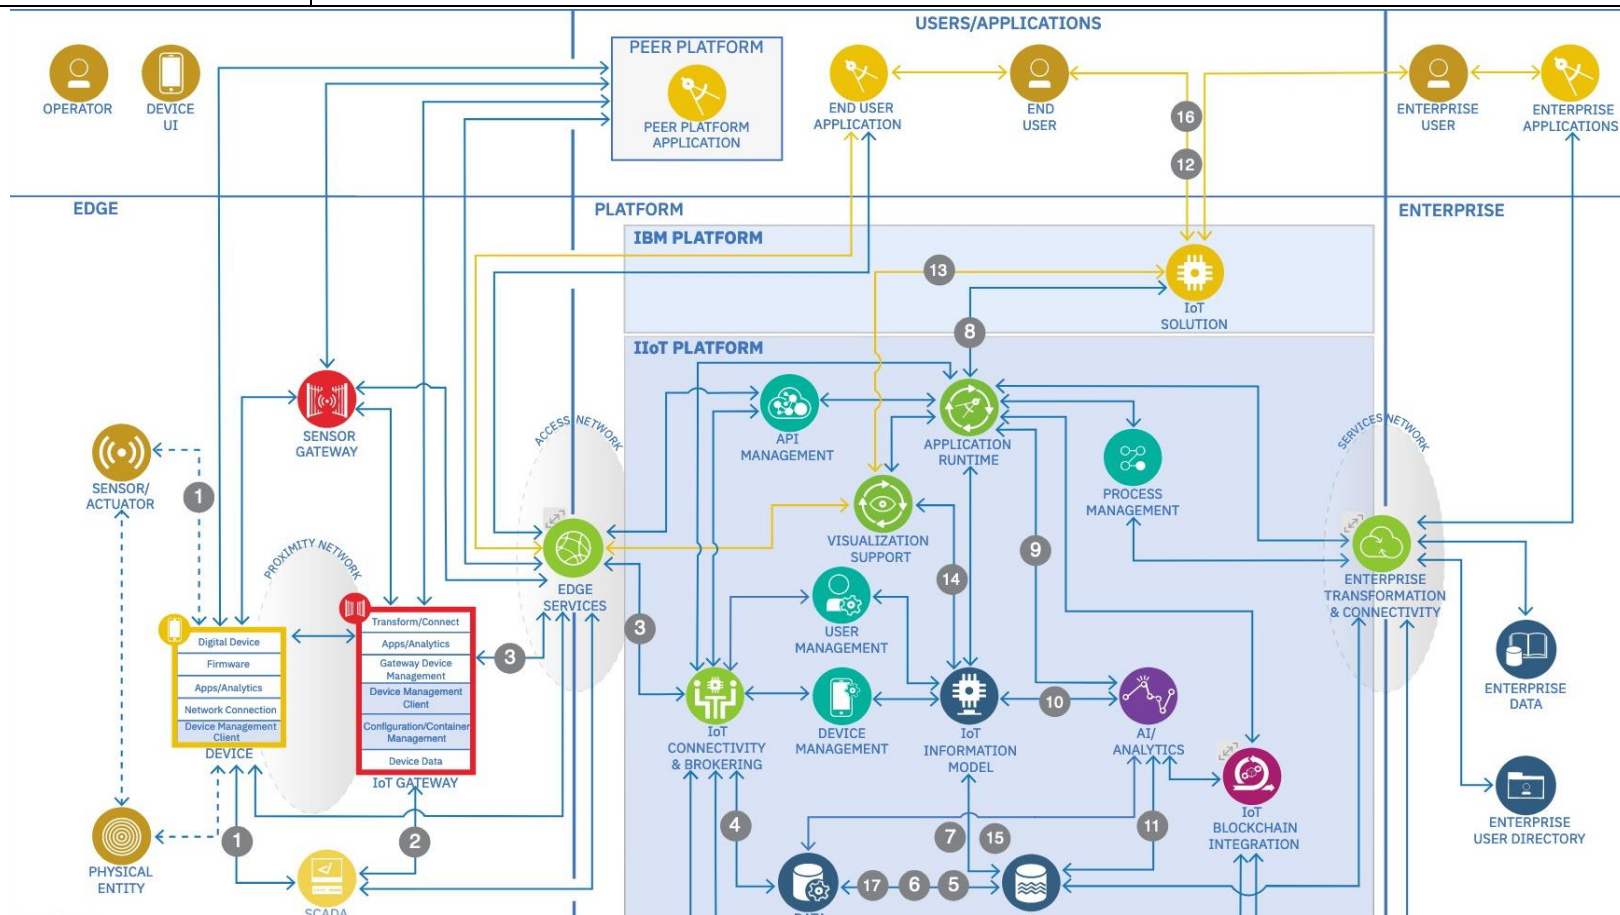 USERS/APPLICATIONS
OPERATOR
DEVICE
UI
PEER PLATFORM
PEER PLATFORM
APPLICATION
END USER
APPLICATION
END
USER
16
12
ENTERPRISE
USER
ENTERPRISE
APPLICATIONS
EDGE
PLATFORM
ENTERPRISE
IBM PLATFORM
13
IoT
SOLUTION
8
IIoT PLATFORM
SENSOR
GATEWAY
ACCESS NETWORK
API
MANAGEMENT
APPLICATION
RUNTIME
PROCESS
MANAGEMENT
SERVICES NETWORK
SENSOR/
ACTUATOR
1
PROXIMITY NETWORK
EDGE
SERVICES
VISUALIZATION
SUPPORT
9
14
ENTERPRISE
TRANSFORMATION
& CONNECTIVITY
USER
MANAGEMENT
3
3
Digital Device
Firmware
Apps/Analytics
Network Connection
Device Management
Client
DEVICE
Transform/Connect
Apps/Analytics
Gateway Device
Management
Device Management
Client
Configuration/Container
Management
Device Data
IoT GATEWAY
IoT
CONNECTIVITY
& BROKERING
DEVICE
MANAGEMENT
IoT
INFORMATION
MODEL
10
AI/
ANALYTICS
ENTERPRISE
DATA
IoT
BLOCKCHAIN
INTEGRATION
ENTERPRISE
USER DIRECTORY
PHYSICAL
ENTITY
1
2
4
7
15
11
17
6
5
SCADA
DATA